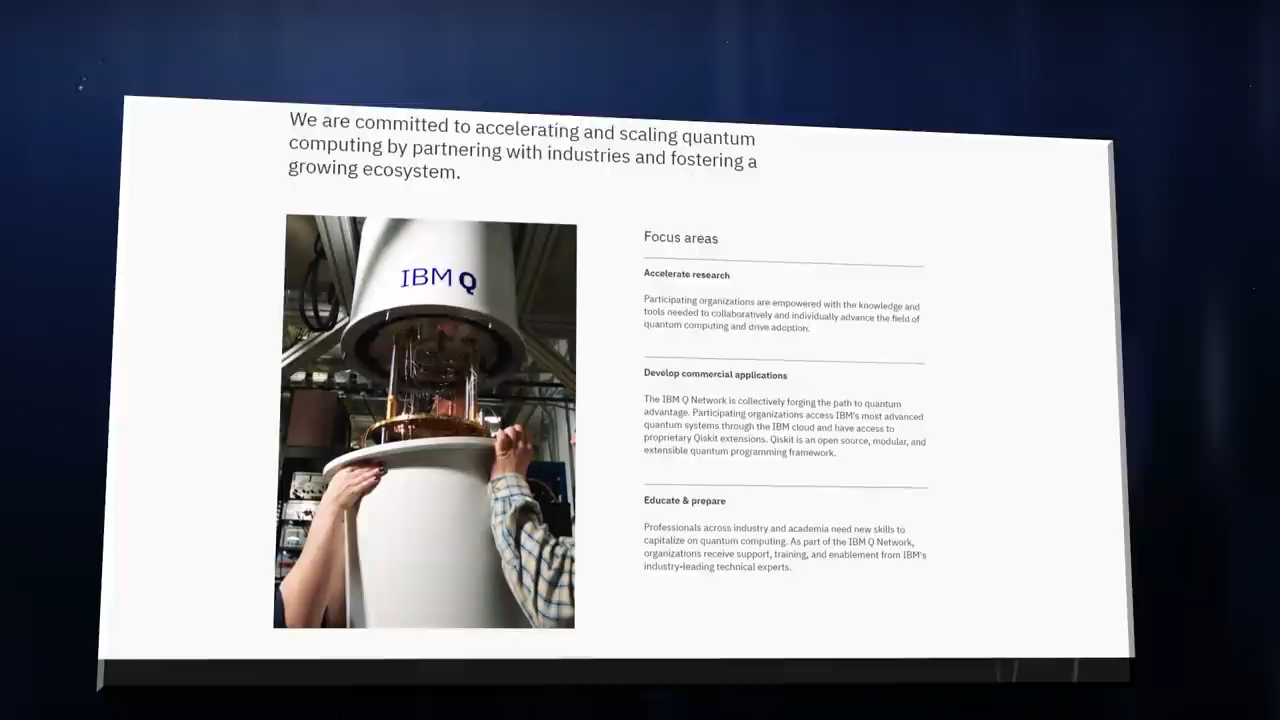 We are committed to accelerating and scaling quantum
computing by partnering with industries and fostering a
growing ecosystem.
IBM Q
Focus areas
Accelerate research
Participating organizations are empowered with the knowledge and
tools needed to collaboratively and individually advance the field of
quantum computing and drive adoption.
Develop commercial applications
The IBM Q Network is collectively forging the path to quantum
advantage. Participating organizations access IBM's most advanced
quantum systems through the IBM cloud and have access to
proprietary Qiskit extensions. Qiskit is an open source, modular, and
extensible quantum programming framework.
Educate & prepare
Professionals across industry and academia need new skills to
capitalize on quantum computing. As part of the IBM Q Network,
organizations receive support, training, and enablement from IBM's
industry-leading technical experts.